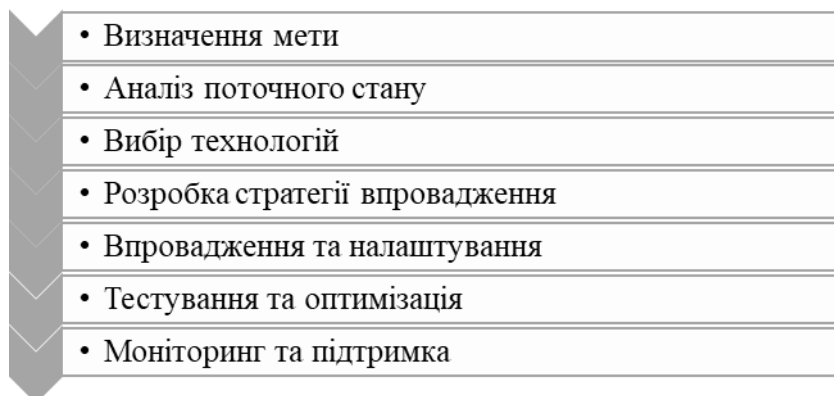 • Визначення мети
• Аналіз поточного стану
• Вибір технологій
• Розробка стратегії впровадження
• Впровадження та налаштування
• Тестування та оптимізація
• Моніторинг та підтримка